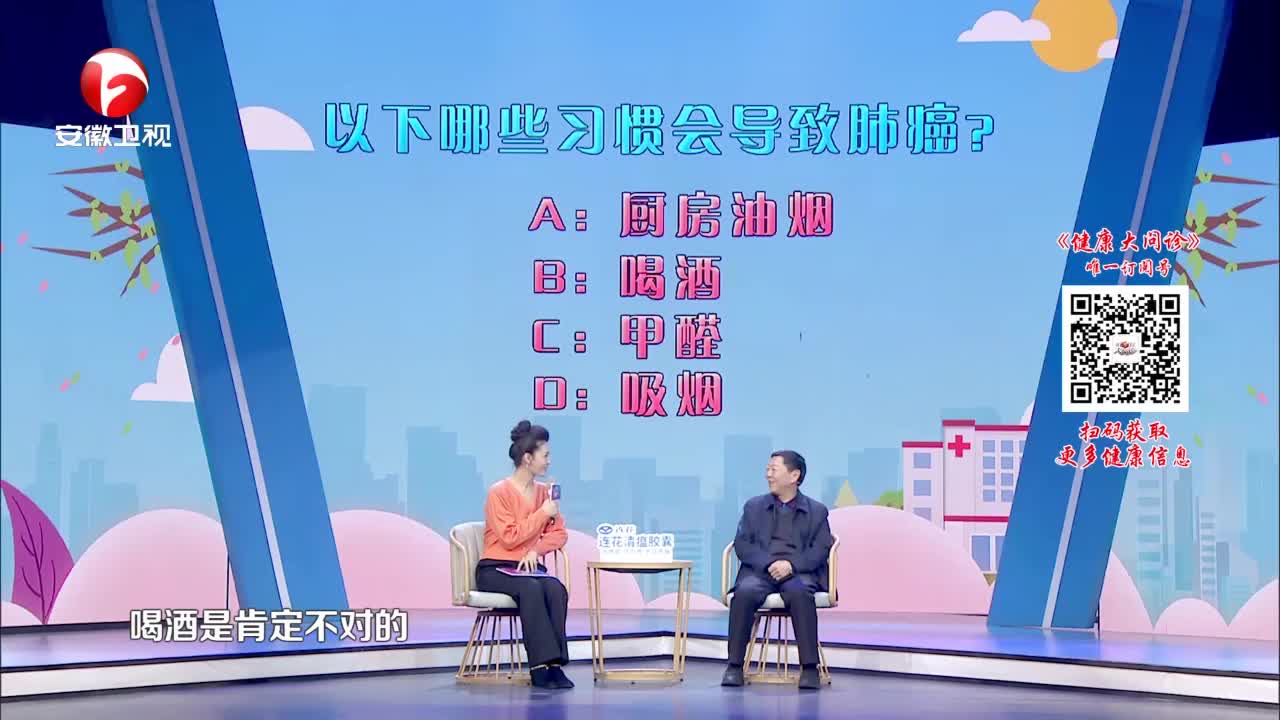 安徽卫视
以下哪些习惯会导致肺癌?
A: 厨房油烟
B: 喝酒
C: 甲醛
D: 吸烟
《健康大问诊》
唯一订阅号
扫码获取
更多健康信息
连花
连花清瘟胶囊
喝酒是肯定不对的